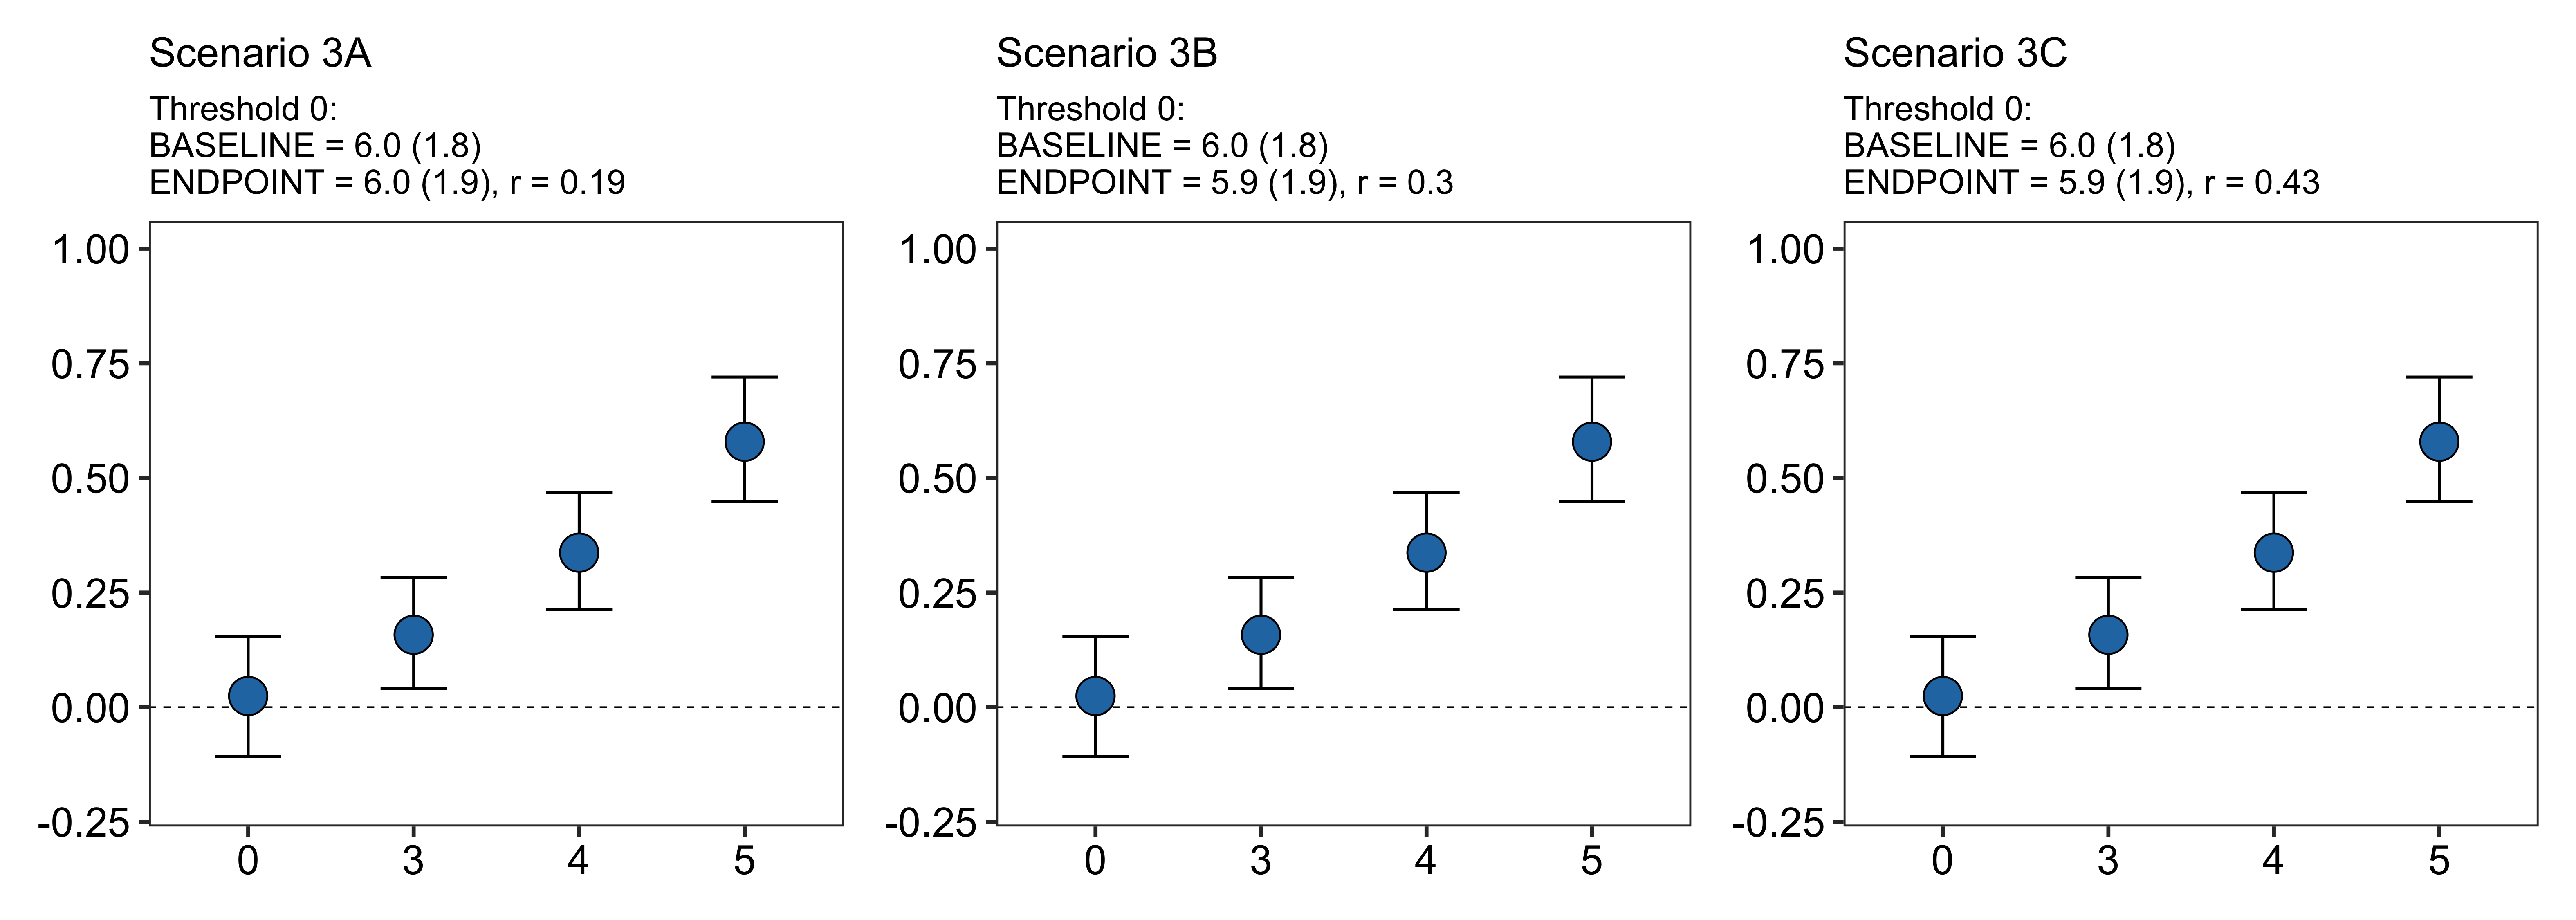 Scenario 3A
Threshold 0:
BASELINE = 6.0 (1.8)
ENDPOINT = 6.0 (1.9), r = 0.19
1.00
0.75
0.50
0.25
0.00
-0.25
0 3 4 5
Scenario 3B
Threshold 0:
BASELINE = 6.0 (1.8)
ENDPOINT = 5.9 (1.9), r = 0.3
1.00
0.75
0.50
0.25
0.00
-0.25
0 3 4 5
Scenario 3C
Threshold 0:
BASELINE = 6.0 (1.8)
ENDPOINT = 5.9 (1.9), r = 0.43
1.00
0.75
0.50
0.25
0.00
-0.25
0 3 4 5